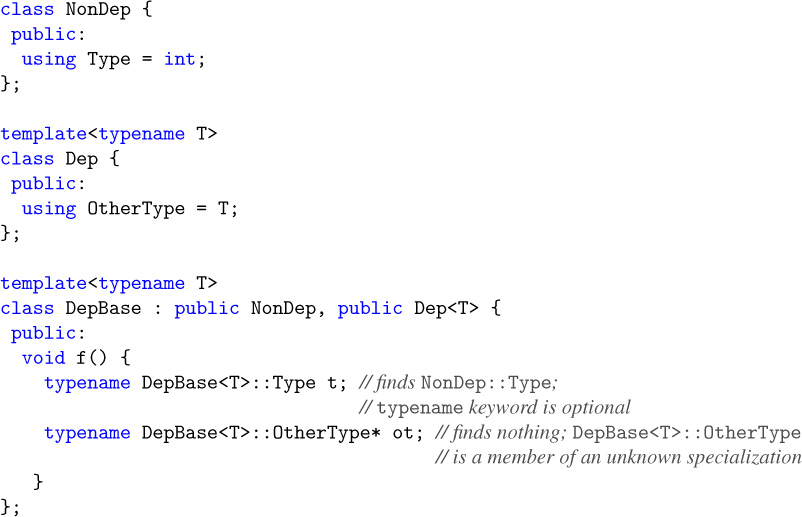 class NonDep {
 public:
  using Type = int;
};

template<typename T>
class Dep {
 public:
  using OtherType = T;
};

template<typename T>
class DepBase : public NonDep, public Dep<T> {
 public:
  void f() {
    typename DepBase<T>::Type t; // finds NonDep::Type;
                                 // typename keyword is optional
    typename DepBase<T>::OtherType* ot; // finds nothing; DepBase<T>::OtherType
                                        // is a member of an unknown specialization
   }
};